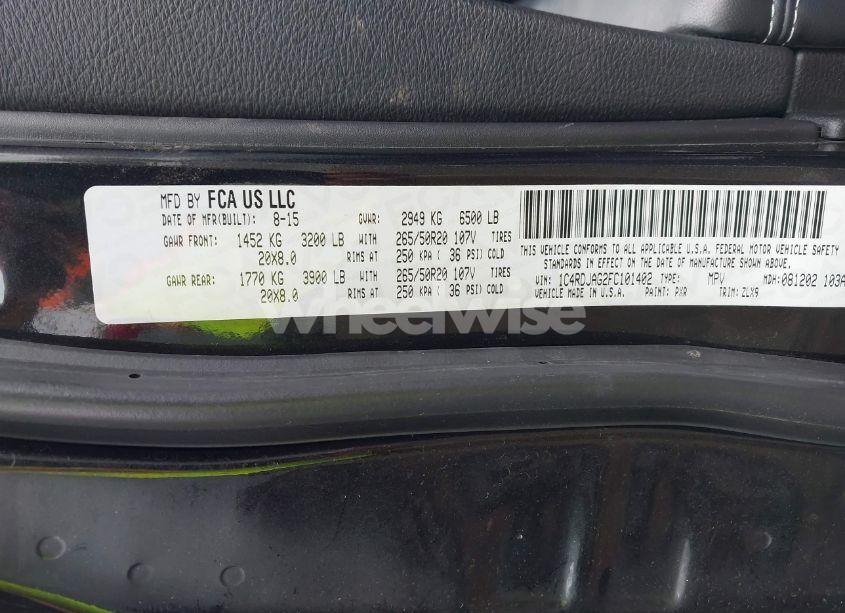 MFD BY FCA US LLC
DATE OF MFR(BUILT): 8-15 GVWR: 2949 KG 6500 LB
GAWR FRONT: 1452 KG 3200 LB WITH 265/50R20 107V TIRES
20X8.0 RIMS AT 250 KPA ( 36 PSI) COLD
GAWR REAR: 1770 KG 3900 LB WITH 265/50R20 107V TIRES
20X8.0 RIMS AT 250 KPA ( 36 PSI) COLD
THIS VEHICLE CONFORMS TO ALL APPLICABLE U.S.A. FEDERAL MOTOR VEHICLE SAFETY
STANDARDS IN EFFECT ON THE DATE OF MANUFACTURE SHOWN ABOVE.
VIN: 1C4RDJAG2FC101402 TYPE: MPV MDH: 081202 103A
VEHICLE MADE IN U.S.A. PAINT: PXR TRIM: ZLX9
wheelwise